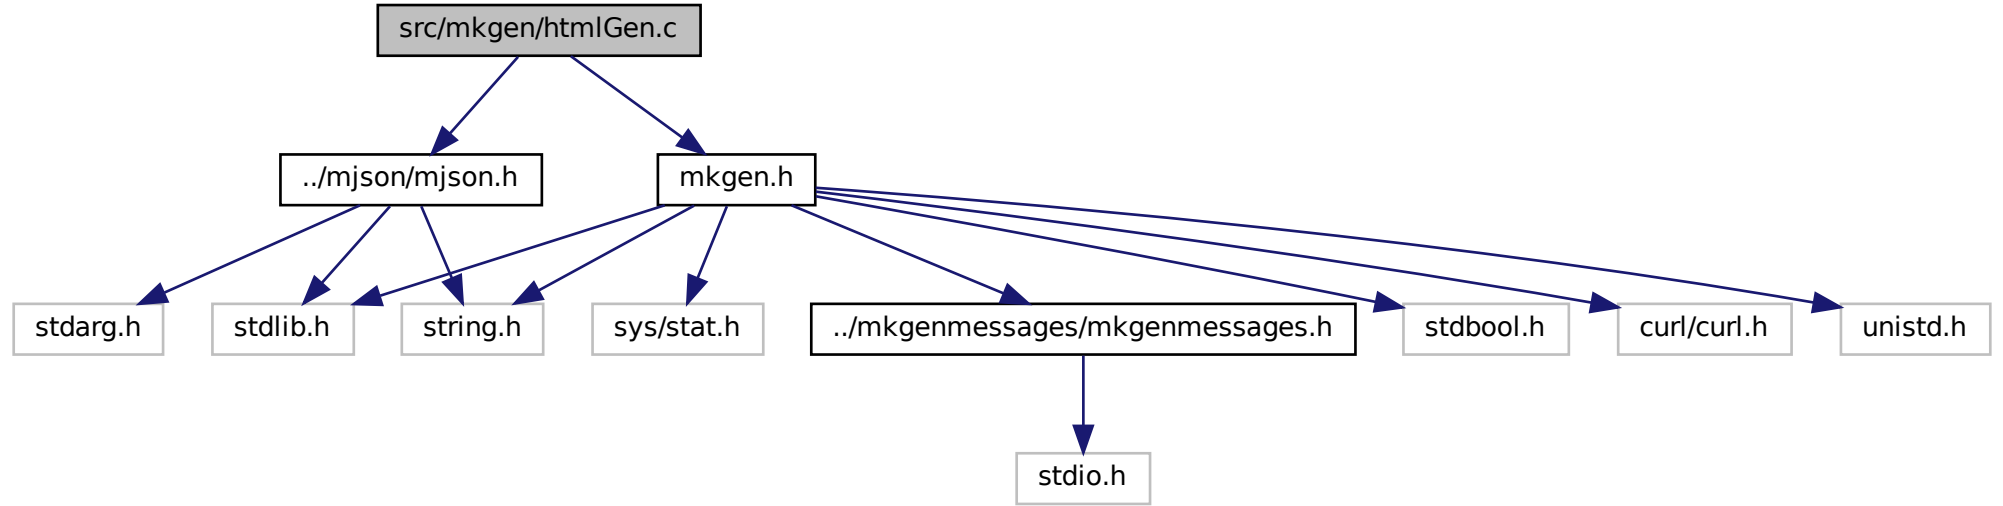 src/mkgen/htmlGen.c
../mjson/mjson.h
mkgen.h
stdarg.h
stdlib.h
string.h
sys/stat.h
../mkgenmessages/mkgenmessages.h
stdbool.h
curl/curl.h
unistd.h
stdio.h